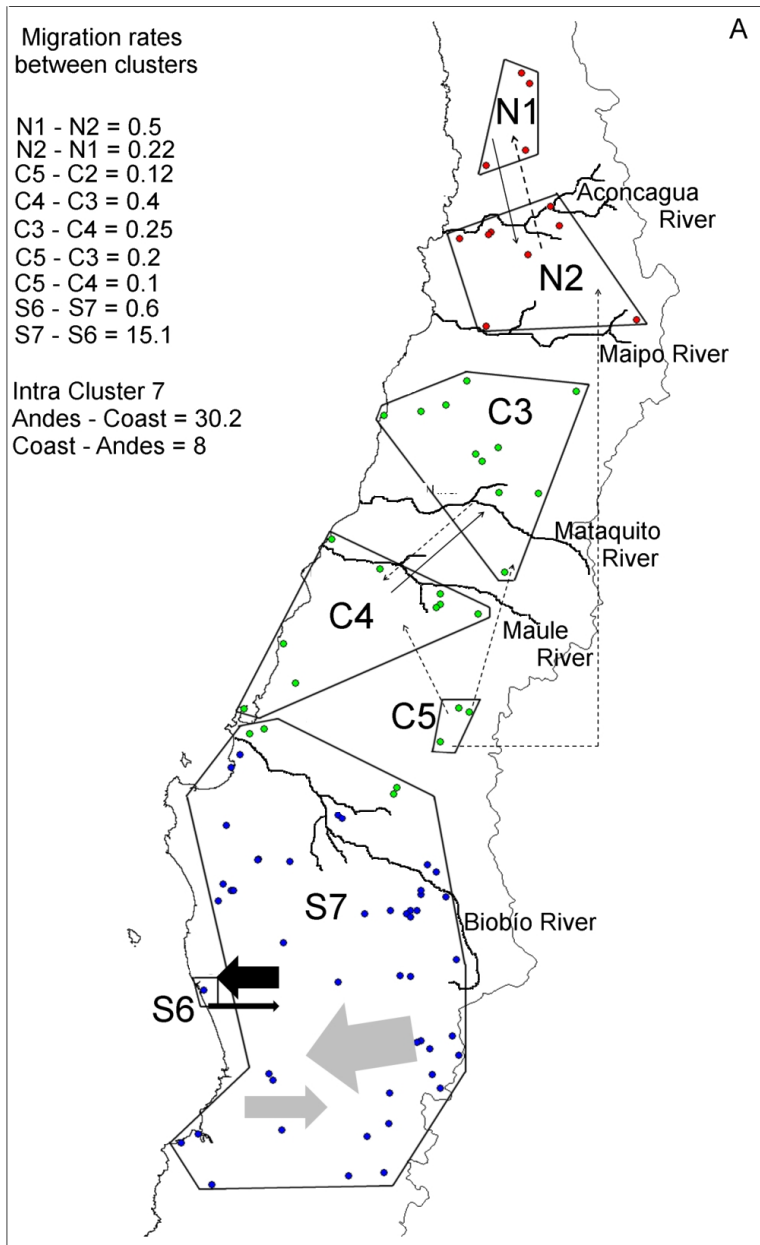 A
Migration rates
between clusters
N1 - N2 = 0.5
N2 - N1 = 0.22
C5 - C2 = 0.12
C4 - C3 = 0.4
C3 - C4 = 0.25
C5 - C3 = 0.2
C5 - C4 = 0.1
S6 - S7 = 0.6
S7 - S6 = 15.1
Intra Cluster 7
Andes - Coast = 30.2
Coast - Andes = 8
N1
Aconcagua
River
N2
Maipo River
C3
Mataquito
River
C4
Maule
River
C5
S7
Biobío River
S6